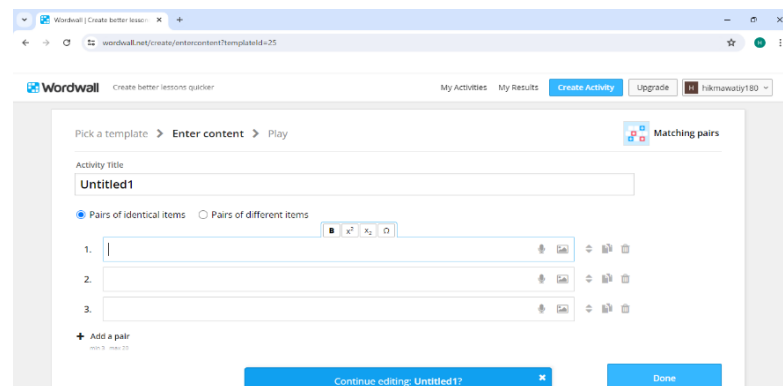 Wordwall | Create better lesson
wordwall.net/create/entercontent?templateId=25
H
Wordwall Create better lessons quicker My Activities My Results Create Activity Upgrade H hikmawatiy180
Pick a template > Enter content > Play Matching pairs
Activity Title
Untitled1
Pairs of identical items Pairs of different items
B x² x₂ Ω
1.
2.
3.
+ Add a pair
min 3 max 20
Continue editing: Untitled1? ×
Done